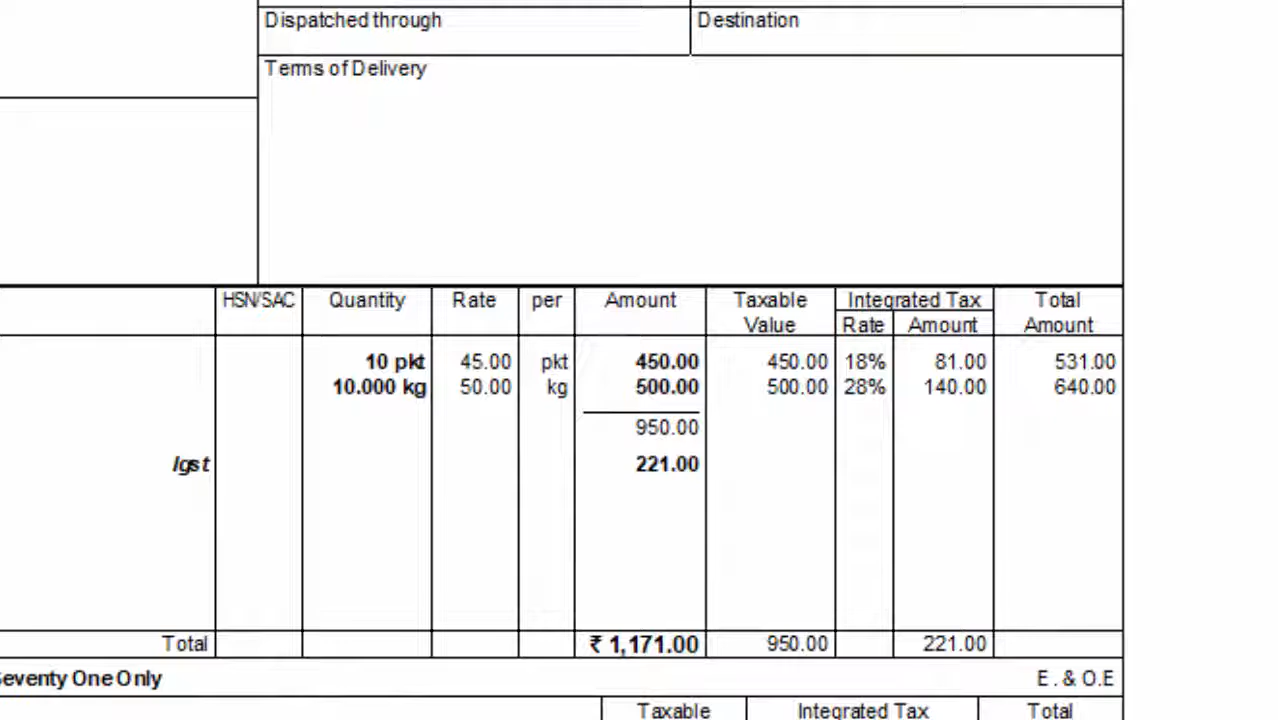 Dispatched through Destination
Terms of Delivery
HSN/SAC Quantity Rate per Amount Taxable Value Integrated Tax Total Amount
Rate Amount
10 pkt 45.00 pkt 450.00 450.00 18% 81.00 531.00
10.000 kg 50.00 kg 500.00 500.00 28% 140.00 640.00
950.00
Igst 221.00
Total ₹ 1,171.00 950.00 221.00
Seventy One Only E. & O.E
Taxable Integrated Tax Total